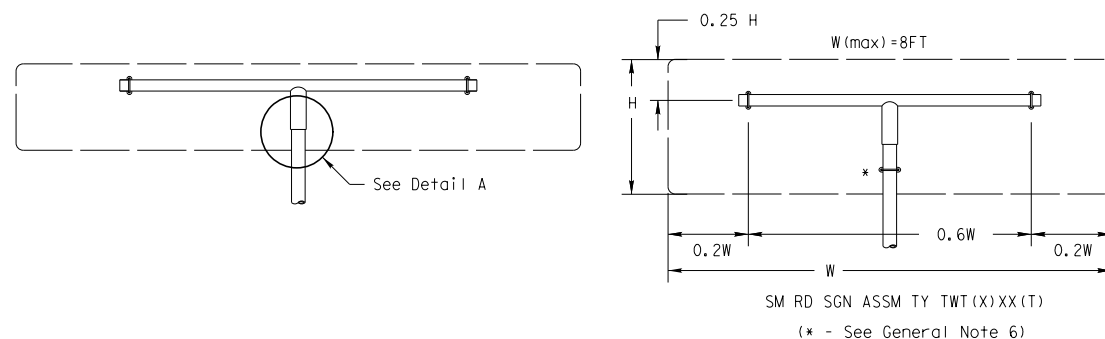 0.25 H
W(max)=8FT
H
*
See Detail A
0.2W
0.6W
0.2W
W
SM RD SGN ASSM TY TWT(X)XX(T)
(* - See General Note 6)